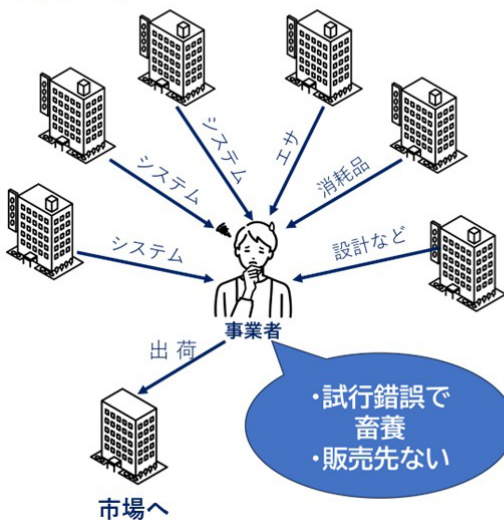 システム
システム
システム
エサ
消耗品
設計など
事業者
出荷
・試行錯誤で
畜養
・販売先ない
市場へ